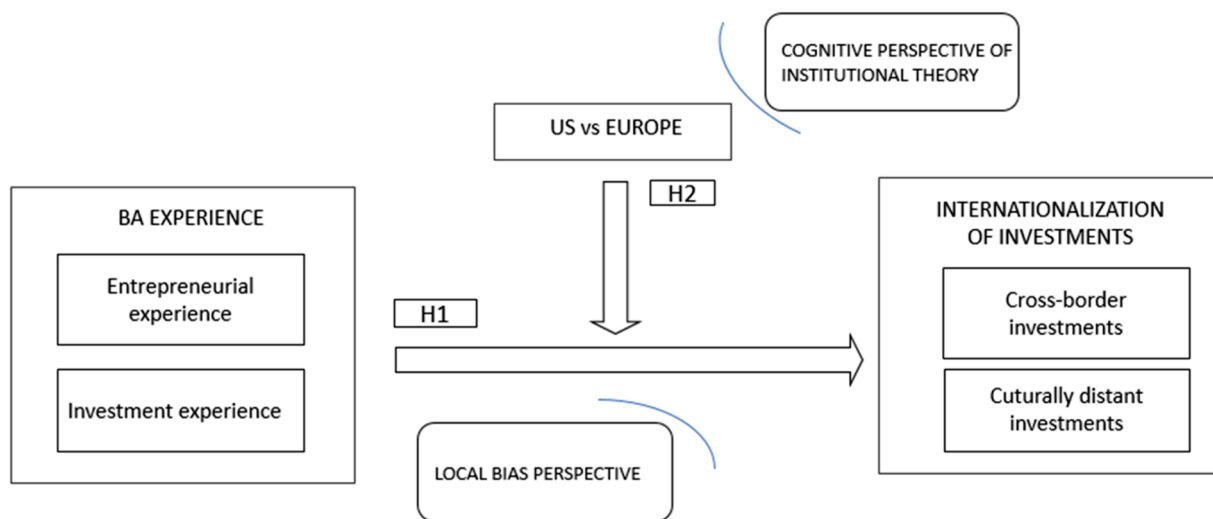 COGNITIVE PERSPECTIVE OF
INSTITUTIONAL THEORY
US vs EUROPE
H2
BA EXPERIENCE
Entrepreneurial
experience
Investment experience
H1
LOCAL BIAS PERSPECTIVE
INTERNATIONALIZATION
OF INVESTMENTS
Cross-border
investments
Cuturally distant
investments